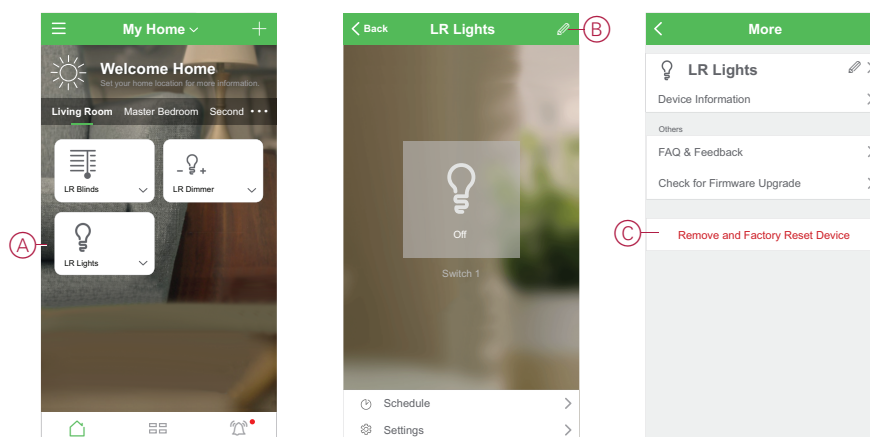 My Home
Welcome Home
Set your home location for more information.
Living Room Master Bedroom Second
LR Blinds
LR Dimmer
LR Lights
A
Back LR Lights
B
Off
Switch 1
Schedule
Settings
More
LR Lights
Device Information
Others
FAQ & Feedback
Check for Firmware Upgrade
C
Remove and Factory Reset Device